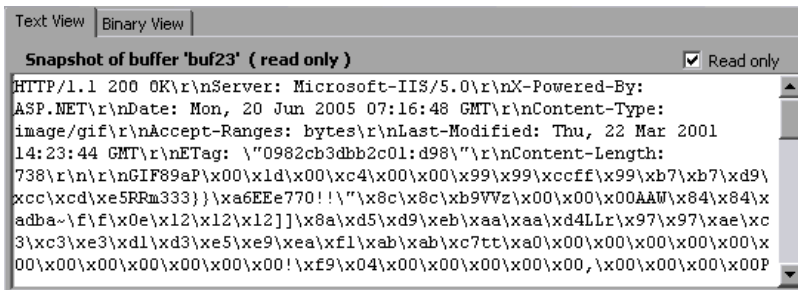 Text View Binary View
Snapshot of buffer 'buf23' ( read only ) Read only
HTTP/1.1 200 OK\r\nServer: Microsoft-IIS/5.0\r\nX-Powered-By:
ASP.NET\r\nDate: Mon, 20 Jun 2005 07:16:48 GMT\r\nContent-Type:
image/gif\r\nAccept-Ranges: bytes\r\nLast-Modified: Thu, 22 Mar 2001
14:23:44 GMT\r\nETag: \"0982cb3dbb2c01:d98\"\r\nContent-Length:
738\r\n\r\nGIF89aP\x00\x1d\x00\xc4\x00\x00\x99\x99\xccff\x99\xb7\xb7\xd9\
xcc\xcd\xe5RRm333}}\xa6EEe770!!\"\x8c\x8c\xb9VVz\x00\x00\x00AAW\x84\x84\x
adba~\f\f\x0e\x12\x12\x12]]\x8a\xd5\xd9\xeb\xaa\xaa\xd4LLr\x97\x97\xae\xc
3\xc3\xe3\xd1\xd3\xe5\xe9\xea\xf1\xab\xab\xc7tt\xa0\x00\x00\x00\x00\x00\x
00\x00\x00\x00\x00\x00!\xf9\x04\x00\x00\x00\x00\x00,\x00\x00\x00\x00P